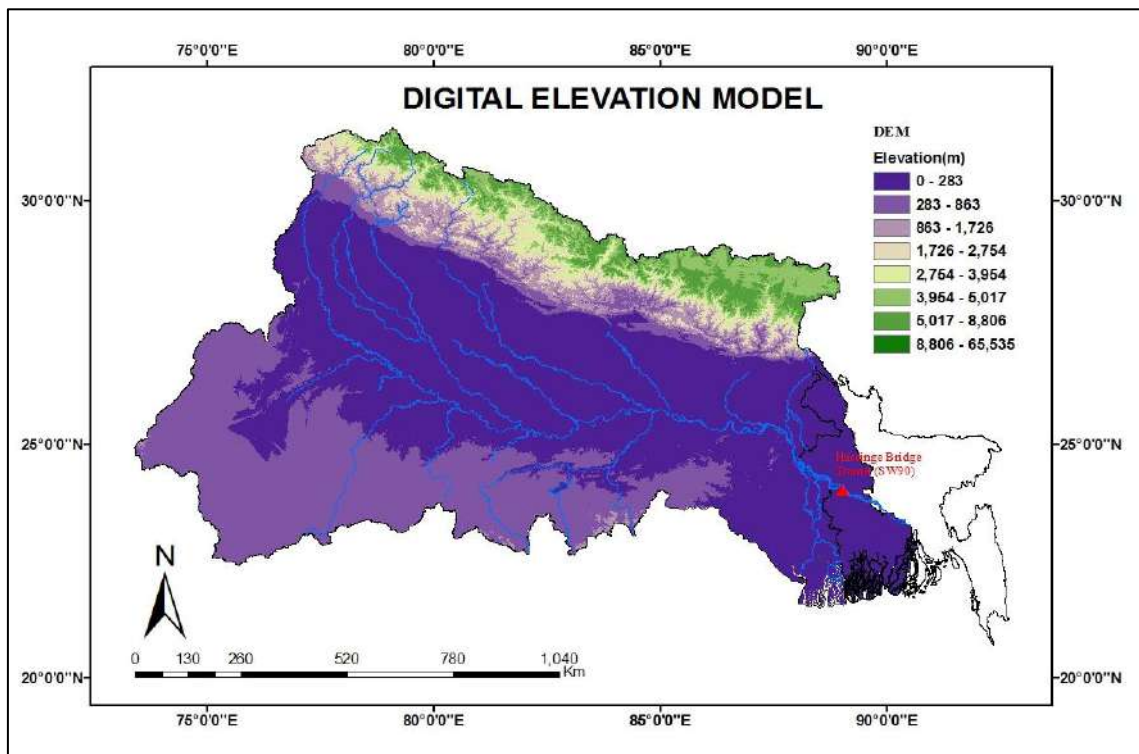 75°0'0"E 80°0'0"E 85°0'0"E 90°0'0"E
DIGITAL ELEVATION MODEL
DEM
Elevation(m)
0 - 283
283 - 863
863 - 1,726
1,726 - 2,754
2,754 - 3,954
3,954 - 5,017
5,017 - 8,806
8,806 - 65,535
30°0'0"N 30°0'0"N
25°0'0"N 25°0'0"N
Hardinge Bridge
(SW90)
N
0 130 260 520 780 1,040
Km
20°0'0"N 20°0'0"N
75°0'0"E 80°0'0"E 85°0'0"E 90°0'0"E